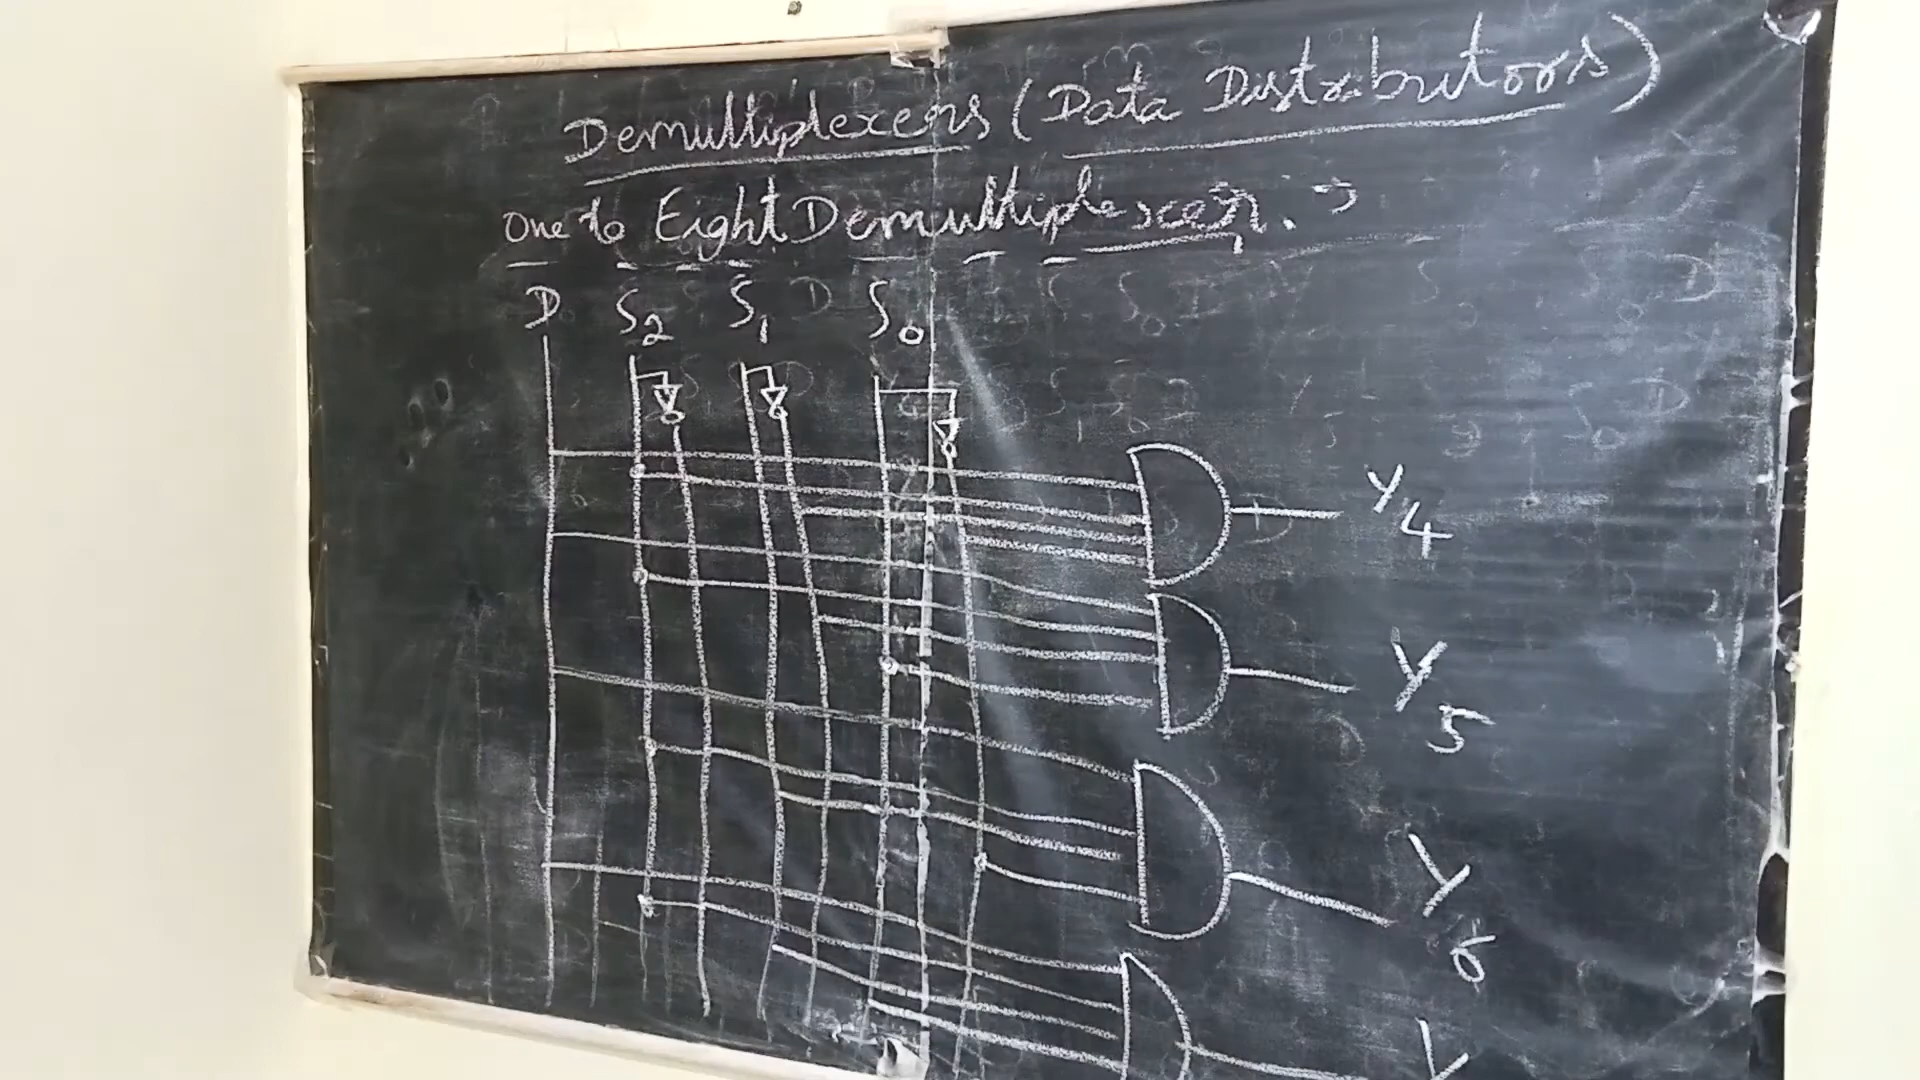 Demultiplexers (Data Distributors)
One to Eight Demultiplexer :-
D S2 S1 S0
Y4
Y5
Y6
Y